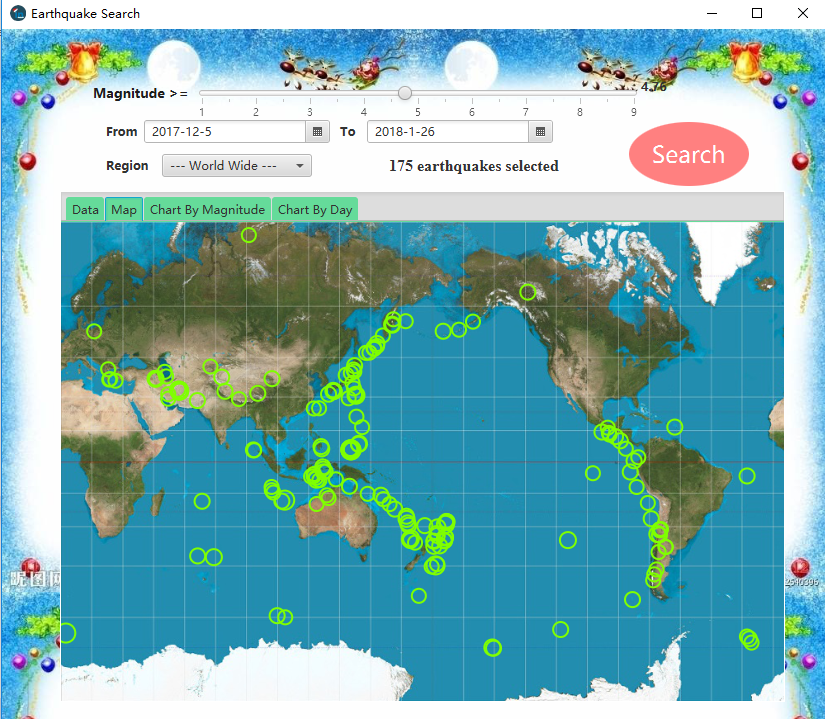 Earthquake Search
Magnitude >=
4.76
1 2 3 4 5 6 7 8 9
From 2017-12-5 To 2018-1-26
Region --- World Wide --- 175 earthquakes selected
Search
Data Map Chart By Magnitude Chart By Day
昵图网